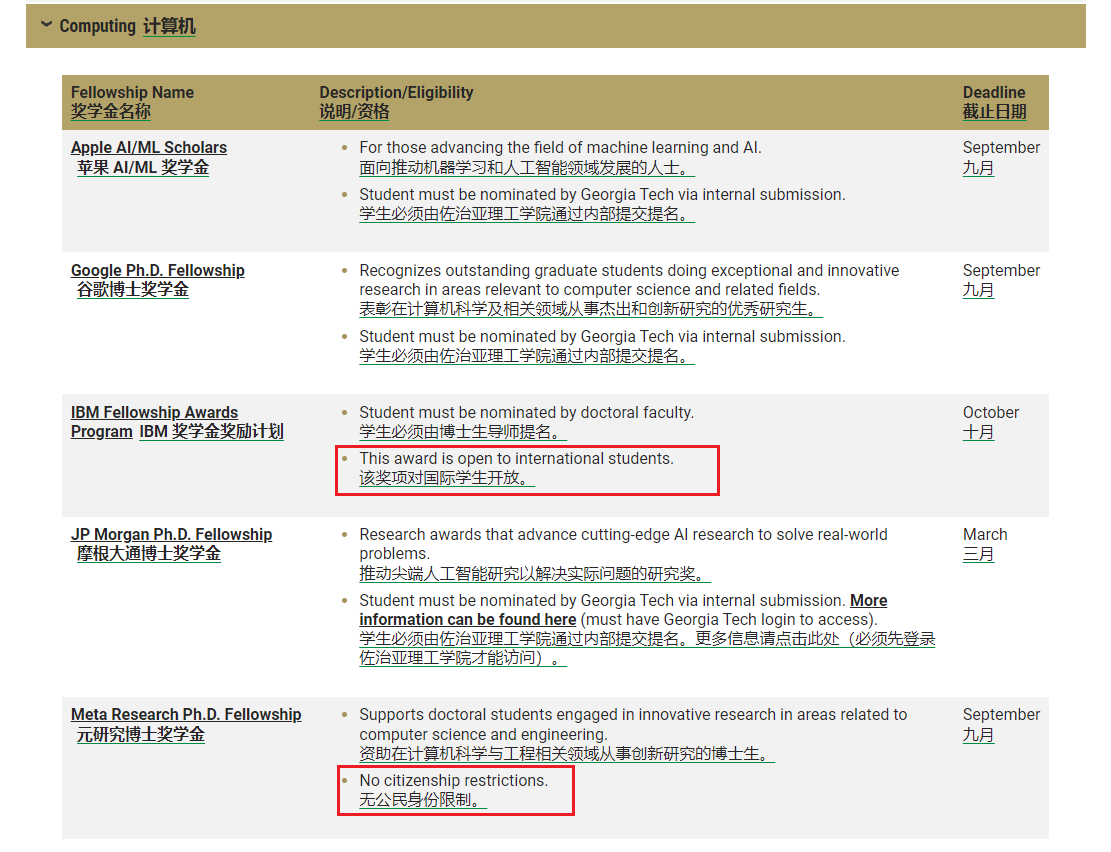 Computing 计算机
Fellowship Name
奖学金名称
Description/Eligibility
说明/资格
Deadline
截止日期
Apple AI/ML Scholars
苹果 AI/ML 奖学金
For those advancing the field of machine learning and AI.
面向推动机器学习和人工智能领域发展的人士。
Student must be nominated by Georgia Tech via internal submission.
学生必须由佐治亚理工学院通过内部提交提名。
September
九月
Google Ph.D. Fellowship
谷歌博士奖学金
Recognizes outstanding graduate students doing exceptional and innovative
research in areas relevant to computer science and related fields.
表彰在计算机科学及相关领域从事杰出和创新研究的优秀研究生。
Student must be nominated by Georgia Tech via internal submission.
学生必须由佐治亚理工学院通过内部提交提名。
September
九月
IBM Fellowship Awards
Program IBM 奖学金奖励计划
Student must be nominated by doctoral faculty.
学生必须由博士生导师提名。
This award is open to international students.
该奖项对国际学生开放。
October
十月
JP Morgan Ph.D. Fellowship
摩根大通博士奖学金
Research awards that advance cutting-edge AI research to solve real-world
problems.
推动尖端人工智能研究以解决实际问题的研究奖。
Student must be nominated by Georgia Tech via internal submission. More
information can be found here (must have Georgia Tech login to access).
学生必须由佐治亚理工学院通过内部提交提名。更多信息请点击此处（必须先登录
佐治亚理工学院才能访问）。
March
三月
Meta Research Ph.D. Fellowship
元研究博士奖学金
Supports doctoral students engaged in innovative research in areas related to
computer science and engineering.
资助在计算机科学与工程相关领域从事创新研究的博士生。
No citizenship restrictions.
无公民身份限制。
September
九月